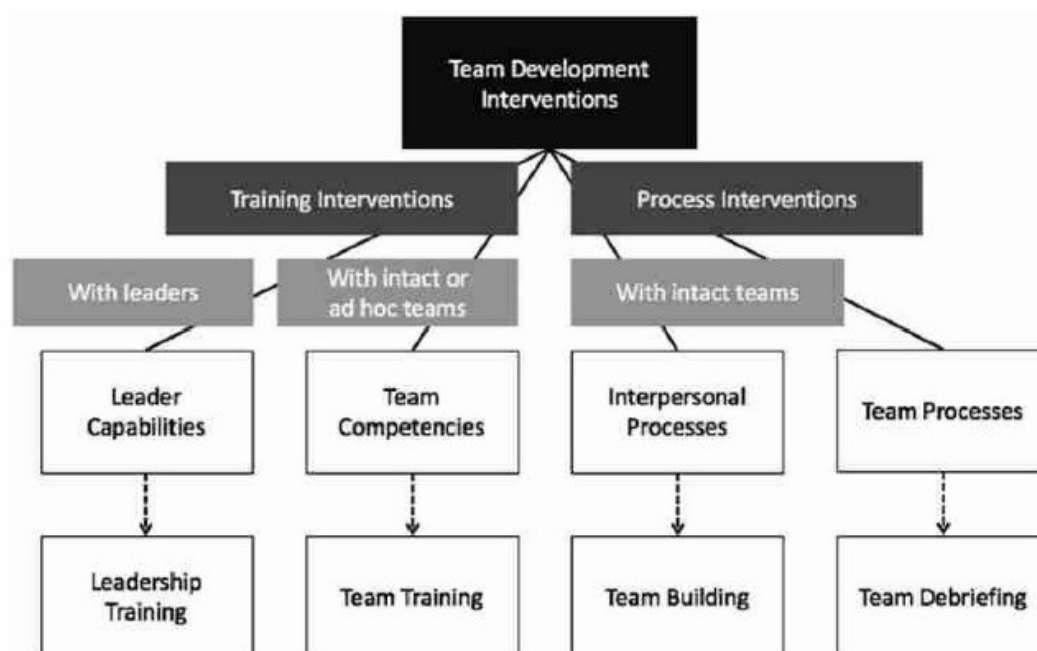 Team Development
Interventions
Training Interventions
Process Interventions
With leaders
With intact or
ad hoc teams
With intact teams
Leader
Capabilities
Team
Competencies
Interpersonal
Processes
Team Processes
Leadership
Training
Team Training
Team Building
Team Debriefing